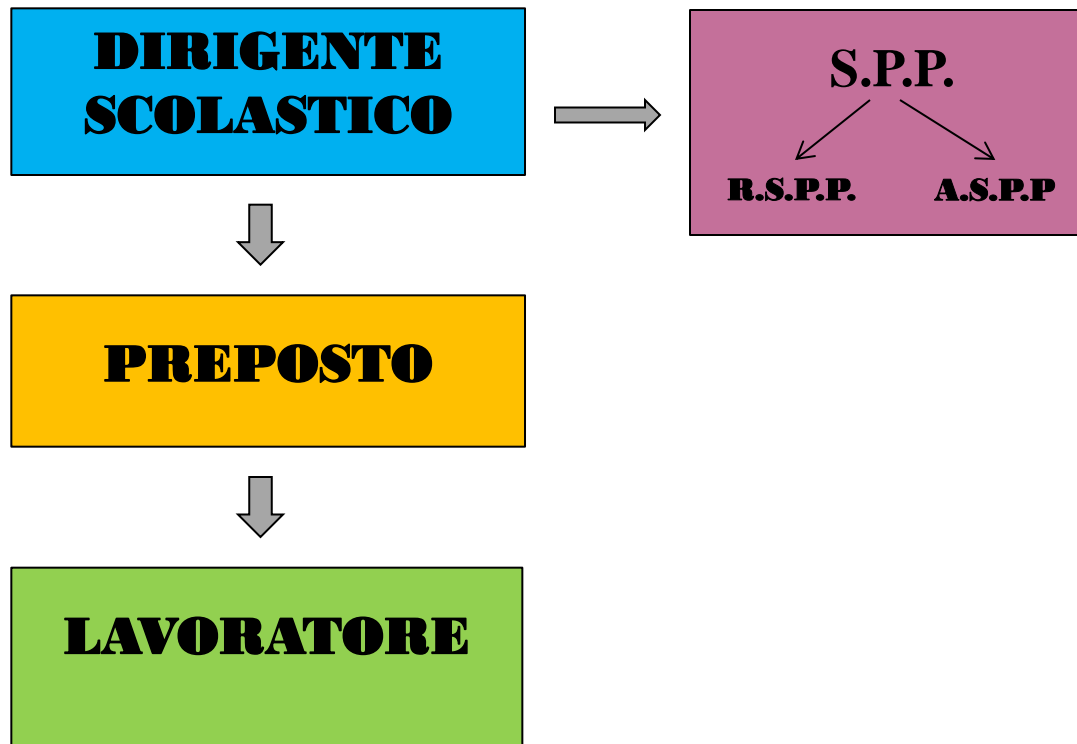 DIRIGENTE
SCOLASTICO
S.P.P.
R.S.P.P.
A.S.P.P
PREPOSTO
LAVORATORE